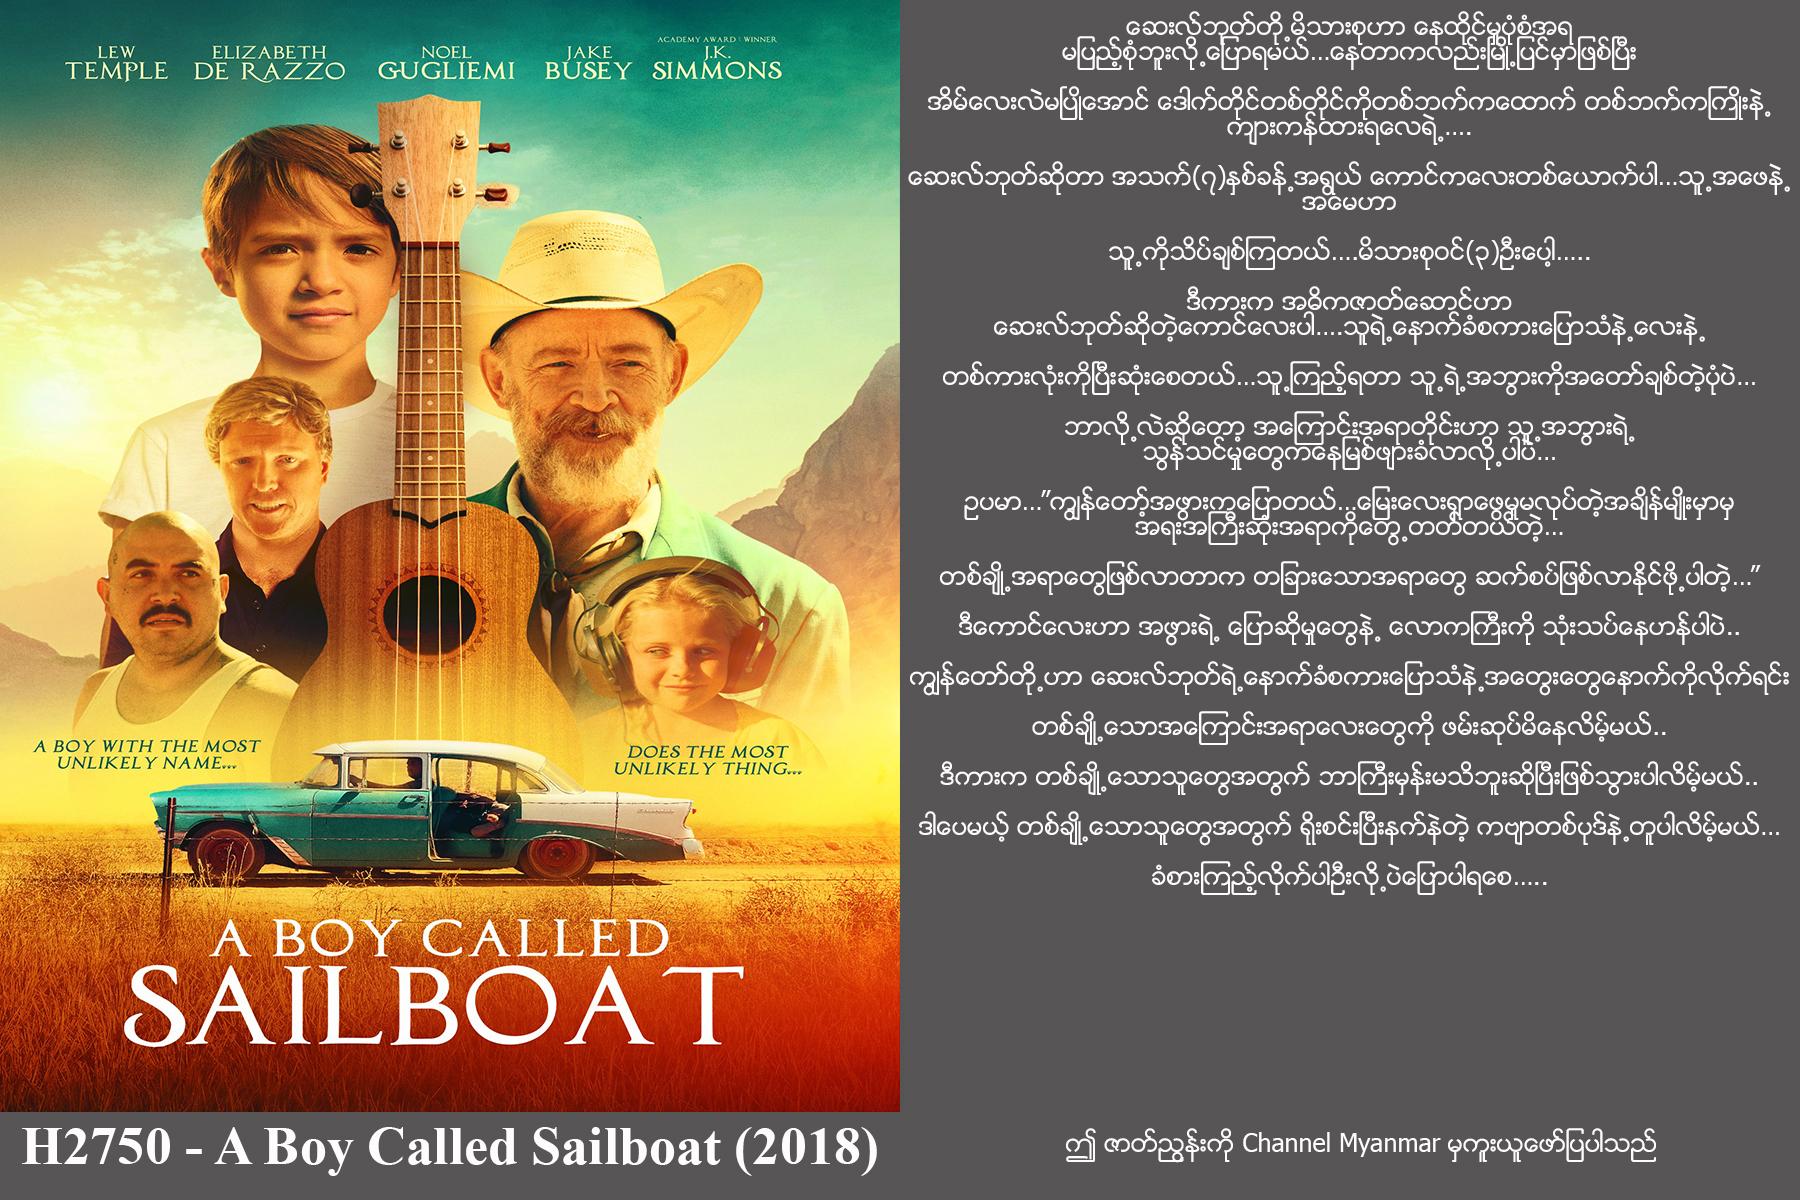 LEW TEMPLE
ELIZABETH DE RAZZO
NOEL GUGLIEMI
JAKE BUSEY
ACADEMY AWARD® WINNER
J.K. SIMMONS
A BOY WITH THE MOST
UNLIKELY NAME...
DOES THE MOST
UNLIKELY THING...
A BOY CALLED
SAILBOAT
H2750 - A Boy Called Sailboat (2018)
ဆေးလ်ဘုတ်တို့မိသားစုဟာ နေထိုင်မှုပုံစံအရ
မပြည့်စုံဘူးလို့ပြောရမယ်...နေတာကလည်းမြို့ပြင်မှာဖြစ်ပြီး
အိမ်လေးလဲမပြိုအောင် ဒေါက်တိုင်တစ်တိုင်ကိုတစ်ဘက်ကထောက် တစ်ဘက်ကကြိုးနဲ့
ကျားကန်ထားရလေရဲ့....
ဆေးလ်ဘုတ်ဆိုတာ အသက်(၇)နှစ်ခန့်အရွယ် ကောင်ကလေးတစ်ယောက်ပါ...သူ့အဖေနဲ့
အမေဟာ
သူ့ကိုသိပ်ချစ်ကြတယ်....မိသားစုဝင်(၃)ဦးပေါ့.....
ဒီကားက အဓိကဇာတ်ဆောင်ဟာ
ဆေးလ်ဘုတ်ဆိုတဲ့ကောင်လေးပါ....သူရဲ့နောက်ခံစကားပြောသံနဲ့လေးနဲ့
တစ်ကားလုံးကိုပြီးဆုံးစေတယ်...သူ့ကြည့်ရတာ သူ့ရဲ့အဘွားကိုအတော်ချစ်တဲ့ပုံပဲ...
ဘာလို့လဲဆိုတော့ အကြောင်းအရာတိုင်းဟာ သူ့အဘွားရဲ့
သွန်သင်မှုတွေကနေမြစ်ဖျားခံလာလို့ပါပဲ...
ဥပမာ..."ကျွန်တော့်အဖွားကပြောတယ်...မြေးလေးရှာဖွေမှုမလုပ်တဲ့အချိန်မျိုးမှာမှ
အရေးအကြီးဆုံးအရာကိုတွေ့တတ်တယ်တဲ့...
တစ်ချို့အရာတွေဖြစ်လာတာက တခြားသောအရာတွေ ဆက်စပ်ဖြစ်လာနိုင်ဖို့ပါတဲ့..."
ဒီကောင်လေးဟာ အဖွားရဲ့ ပြောဆိုမှုတွေနဲ့ လောကကြီးကို သုံးသပ်နေဟန်ပါပဲ..
ကျွန်တော်တို့ဟာ ဆေးလ်ဘုတ်ရဲ့နောက်ခံစကားပြောသံနဲ့အတွေးတွေနောက်ကိုလိုက်ရင်း
တစ်ချို့သောအကြောင်းအရာလေးတွေကို ဖမ်းဆုပ်မိနေလိမ့်မယ်..
ဒီကားက တစ်ချို့သောသူတွေအတွက် ဘာကြီးမှန်းမသိဘူးဆိုပြီးဖြစ်သွားပါလိမ့်မယ်..
ဒါပေမယ့် တစ်ချို့သောသူတွေအတွက် ရိုးစင်းပြီးနက်နဲတဲ့ ကဗျာတစ်ပုဒ်နဲ့တူပါလိမ့်မယ်...
ခံစားကြည့်လိုက်ပါဦးလို့ပဲပြောပါရစေ.....
ဤ ဇာတ်ညွှန်းကို Channel Myanmar မှကူးယူဖော်ပြပါသည်